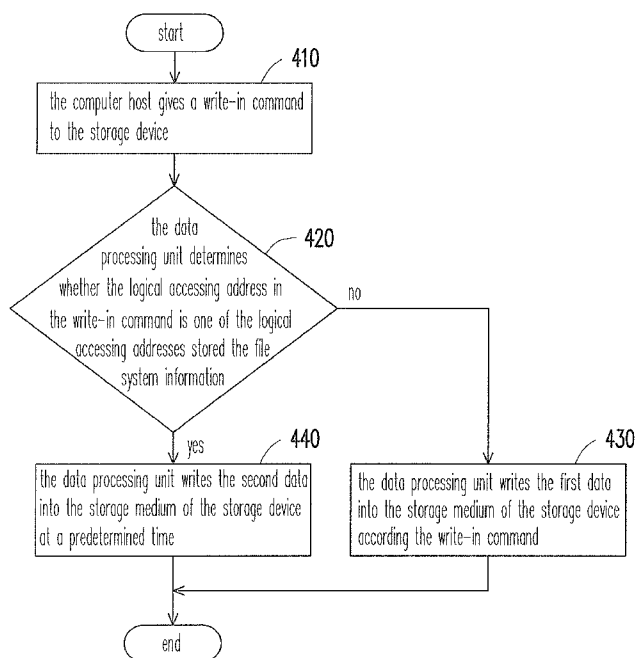 start
410
the computer host gives a write-in command
to the storage device
420
the data
processing unit determines
whether the logical accessing address in
the write-in command is one of the logical
accessing addresses stored the file
system information
no
yes
440
the data processing unit writes the second data
into the storage medium of the storage device
at a predetermined time
430
the data processing unit writes the first data
into the storage medium of the storage device
according the write-in command
end